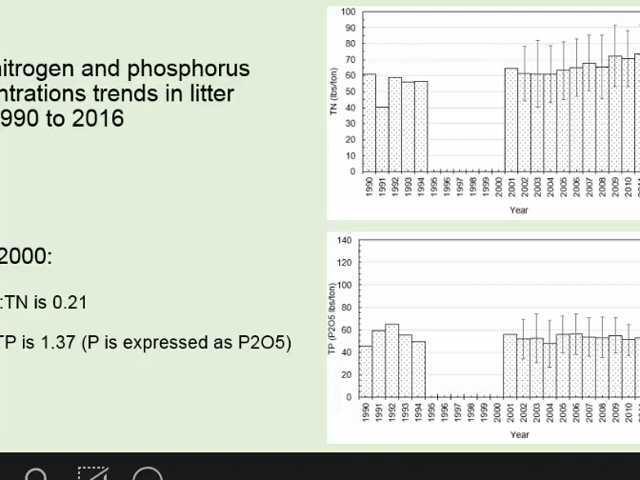 itrogen and phosphorus
ntrations trends in litter
990 to 2016
2000:
:TN is 0.21
TP is 1.37 (P is expressed as P2O5)
TN (lbs/ton)
100
90
80
70
60
50
40
30
20
10
0
1990 1991 1992 1993 1994 1995 1996 1997 1998 1999 2000 2001 2002 2003 2004 2005 2006 2007 2008 2009 2010
Year
TP (P2O5 lbs/ton)
140
120
100
80
60
40
20
0
1990 1991 1992 1993 1994 1995 1996 1997 1998 1999 2000 2001 2002 2003 2004 2005 2006 2007 2008 2009 2010
Year